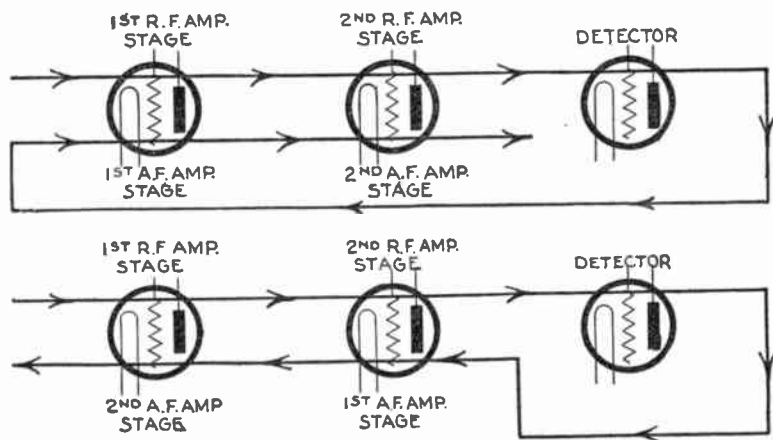 1ST R.F. AMP.
STAGE
2ND R.F. AMP.
STAGE
DETECTOR
1ST A.F. AMP.
STAGE
2ND A.F. AMP.
STAGE
1ST R.F. AMP.
STAGE
2ND R.F. AMP.
STAGE
DETECTOR
2ND A.F. AMP
STAGE
1ST A.F. AMP.
STAGE